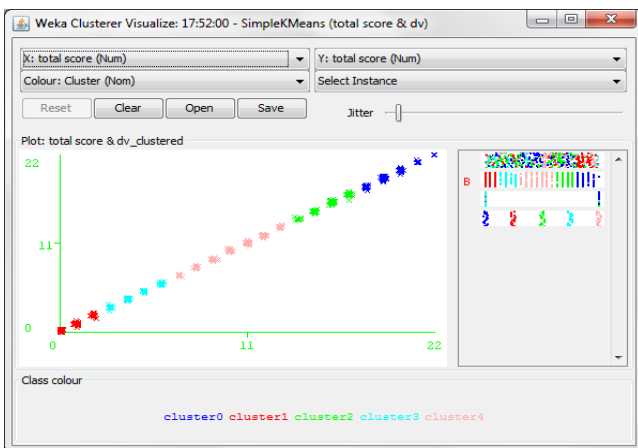 Weka Clusterer Visualize: 17:52:00 - SimpleKMeans (total score & dv)
X: total score (Num) Y: total score (Num)
Colour: Cluster (Nom) Select Instance
Reset Clear Open Save Jitter
Plot: total score & dv_clustered
22
B
11
0
0 11 22
Class colour
cluster0 cluster1 cluster2 cluster3 cluster4